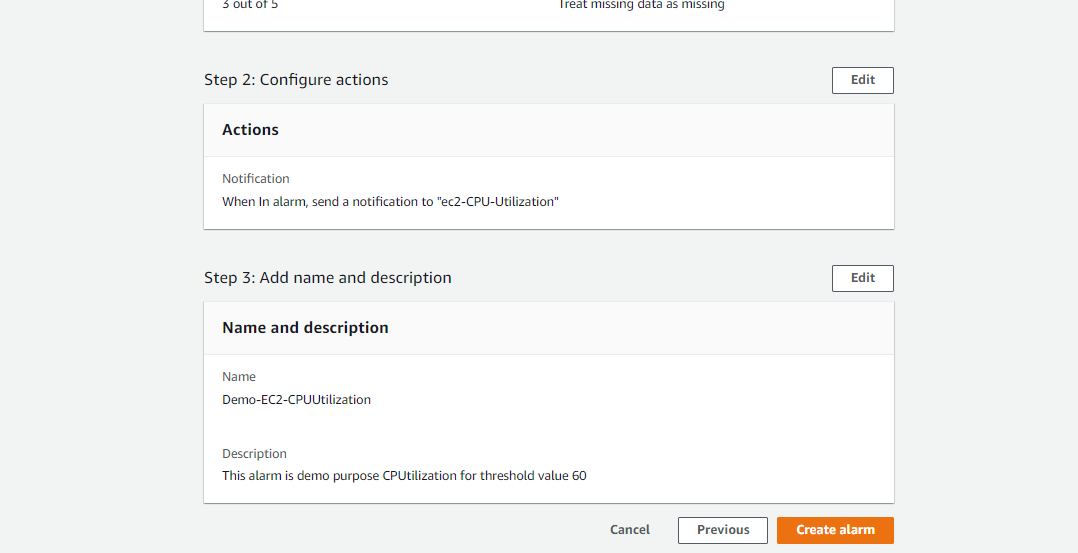 3 out of 5
Treat missing data as missing
Step 2: Configure actions
Edit
Actions
Notification
When In alarm, send a notification to "ec2-CPU-Utilization"
Step 3: Add name and description
Edit
Name and description
Name
Demo-EC2-CPUUtilization
Description
This alarm is demo purpose CPUtilization for threshold value 60
Cancel
Previous
Create alarm